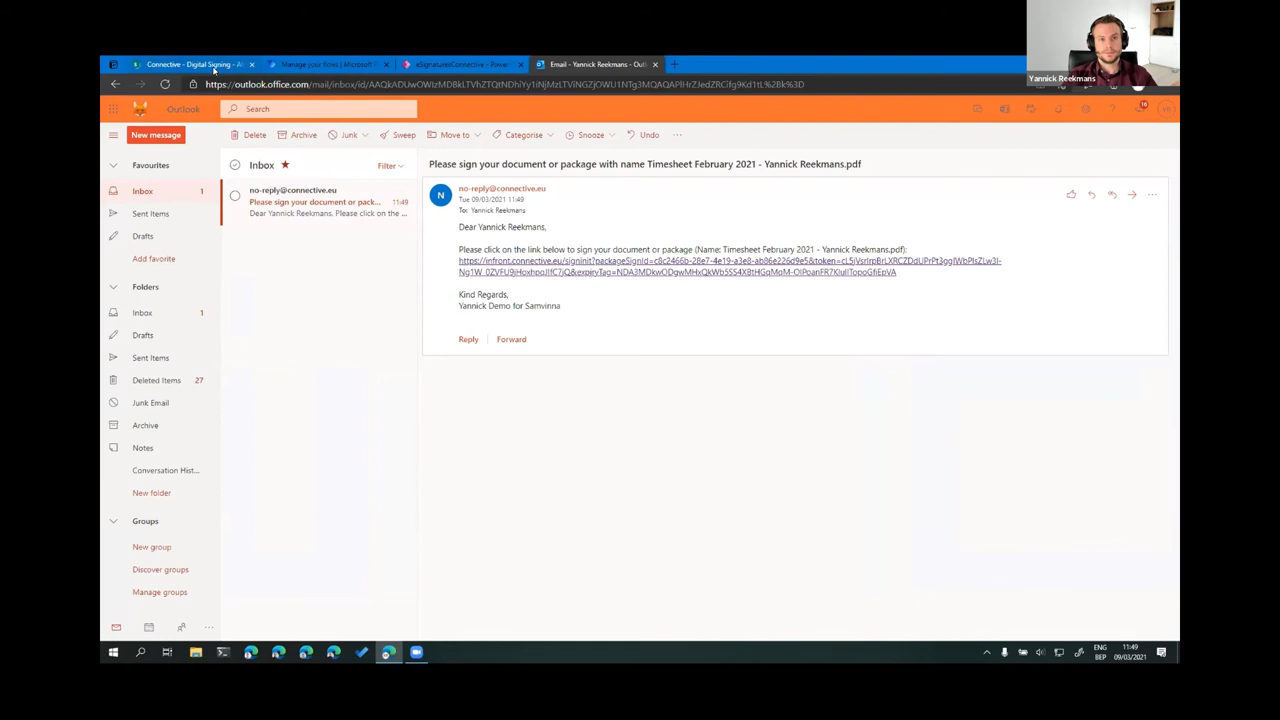 Yannick Reekmans
Connective - Digital Signing - Al
Manage your flows | Microsoft P
eSignaturesConnective - Power
Email - Yannick Reekmans - Outl
Outlook
Search
16
New message
Delete
Archive
Junk
Sweep
Move to
Categorise
Snooze
Undo
Favourites
Inbox 1
Sent Items
Drafts
Add favorite
Folders
Inbox 1
Drafts
Sent Items
Deleted Items 27
Junk Email
Archive
Notes
Conversation Hist...
New folder
Groups
New group
Discover groups
Manage groups
Inbox
Filter
no-reply@connective.eu
Please sign your document or pack... 11:49
Dear Yannick Reekmans. Please click on the ...
Please sign your document or package with name Timesheet February 2021 - Yannick Reekmans.pdf
N
no-reply@connective.eu
Tue 09/03/2021 11:49
To: Yannick Reekmans
Dear Yannick Reekmans,
Please click on the link below to sign your document or package (Name: Timesheet February 2021 - Yannick Reekmans.pdf):
Kind Regards,
Yannick Demo for Samvinna
Reply
Forward
ENG
BEP
11:49
09/03/2021